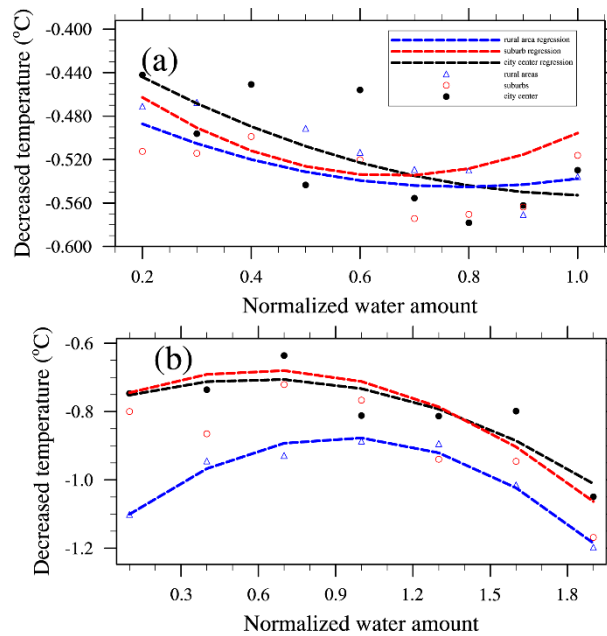 (a)
Decreased temperature (°C)
-0.400
-0.440
-0.480
-0.520
-0.560
-0.600
rural area regression
suburb regression
city center regression
rural areas
suburbs
city center
0.2 0.4 0.6 0.8 1.0
Normalized water amount
(b)
Decreased temperature (°C)
-0.6
-0.8
-1.0
-1.2
0.3 0.6 0.9 1.2 1.5 1.8
Normalized water amount